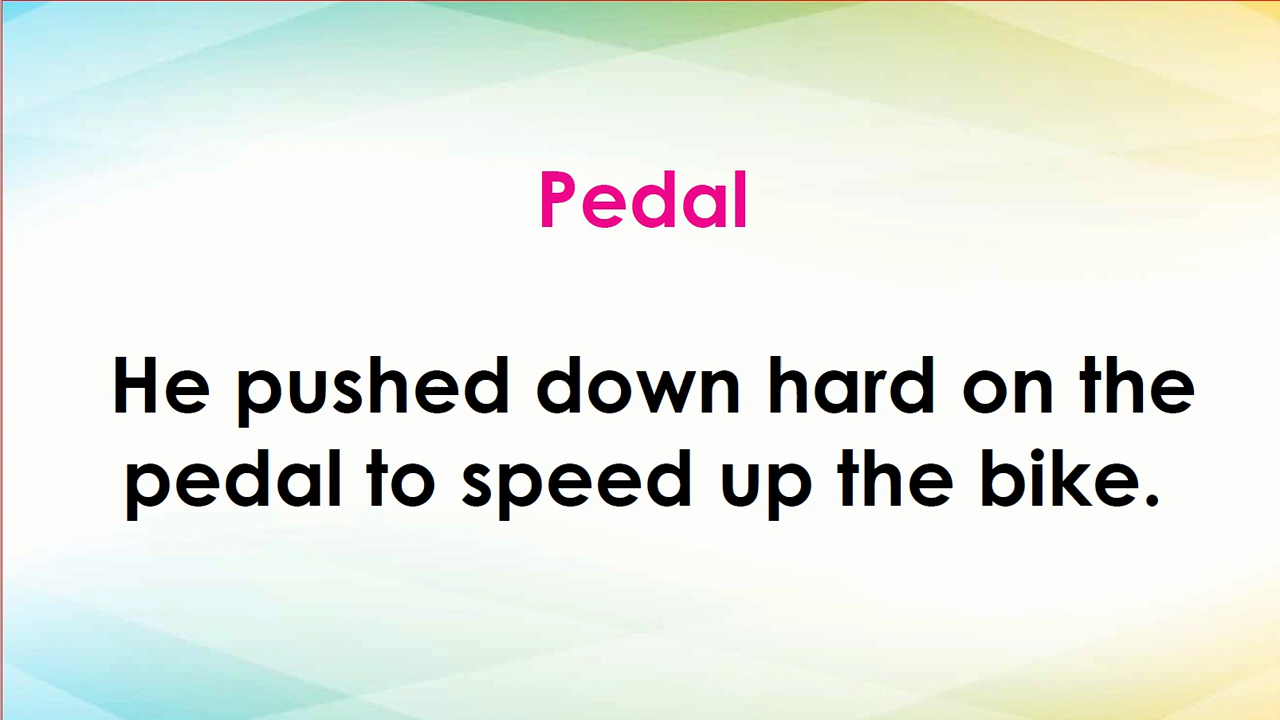 Pedal
He pushed down hard on the
pedal to speed up the bike.